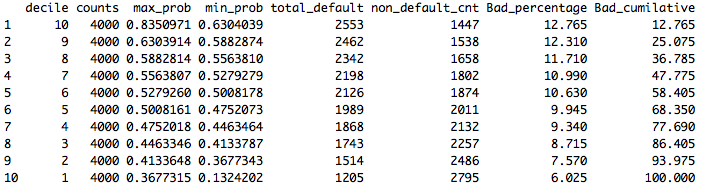 decile counts max_prob min_prob total_default non_default_cnt Bad_percentage Bad_cumilative
1 10 4000 0.8350971 0.6304039 2553 1447 12.765 12.765
2 9 4000 0.6303914 0.5882874 2462 1538 12.310 25.075
3 8 4000 0.5882814 0.5563810 2342 1658 11.710 36.785
4 7 4000 0.5563807 0.5279279 2198 1802 10.990 47.775
5 6 4000 0.5279260 0.5008178 2126 1874 10.630 58.405
6 5 4000 0.5008161 0.4752073 1989 2011 9.945 68.350
7 4 4000 0.4752018 0.4463464 1868 2132 9.340 77.690
8 3 4000 0.4463346 0.4133787 1743 2257 8.715 86.405
9 2 4000 0.4133648 0.3677343 1514 2486 7.570 93.975
10 1 4000 0.3677315 0.1324202 1205 2795 6.025 100.000